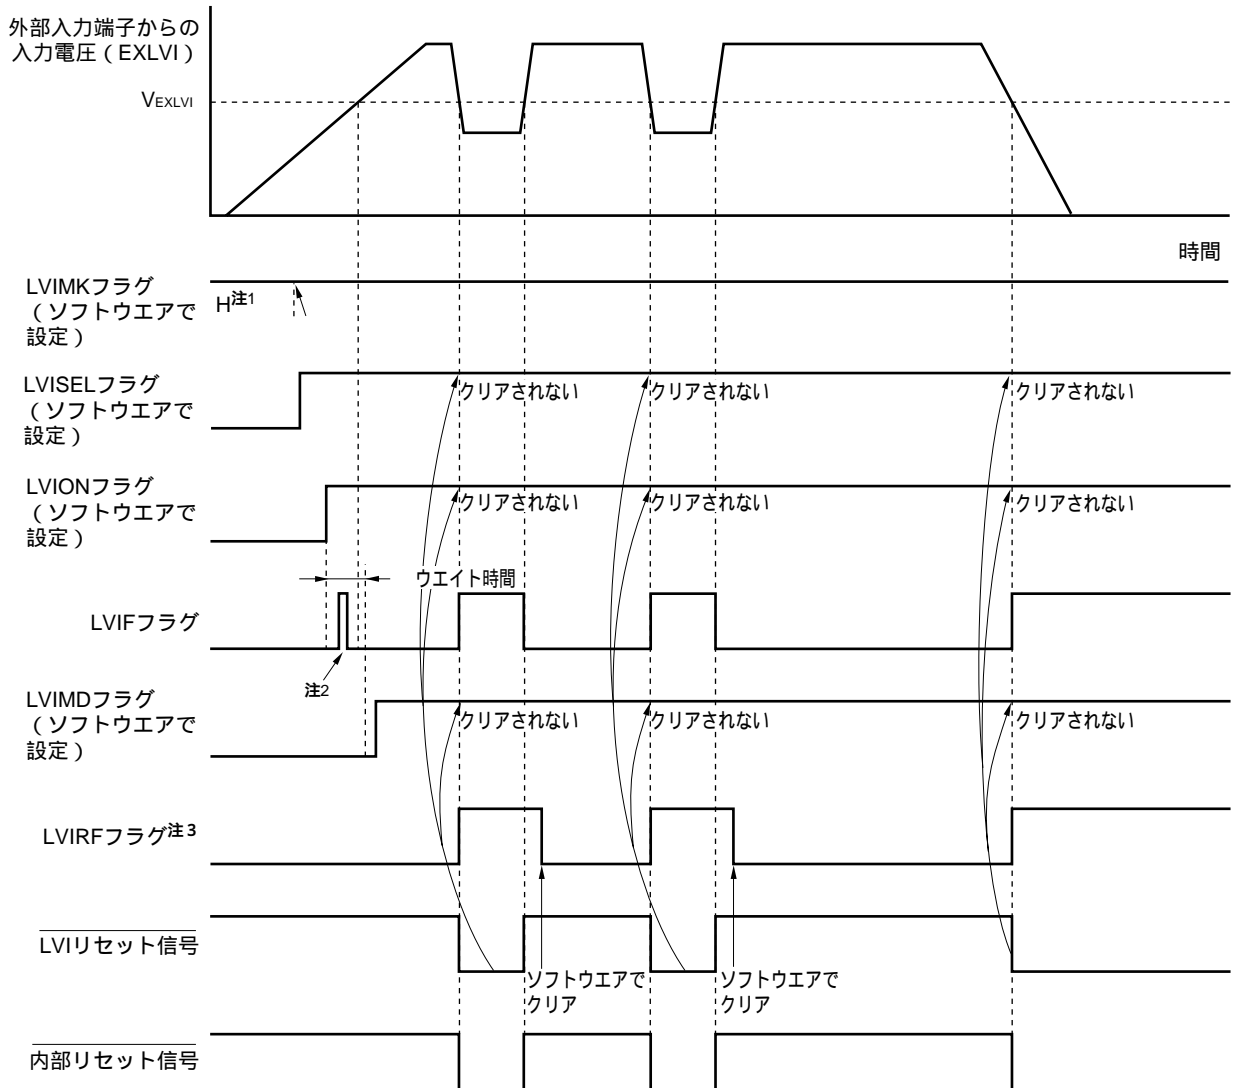 外部入力端子からの
入力電圧（EXLVI）
VEXLVI
時間
LVIMKフラグ
（ソフトウエアで
設定）
H注1
LVISELフラグ
（ソフトウエアで
設定）
クリアされない
クリアされない
クリアされない
LVIONフラグ
（ソフトウエアで
設定）
クリアされない
クリアされない
クリアされない
ウエイト時間
LVIFフラグ
注2
LVIMDフラグ
（ソフトウエアで
設定）
クリアされない
クリアされない
クリアされない
LVIRFフラグ注3
LVIリセット信号
ソフトウエアで
クリア
ソフトウエアで
クリア
内部リセット信号